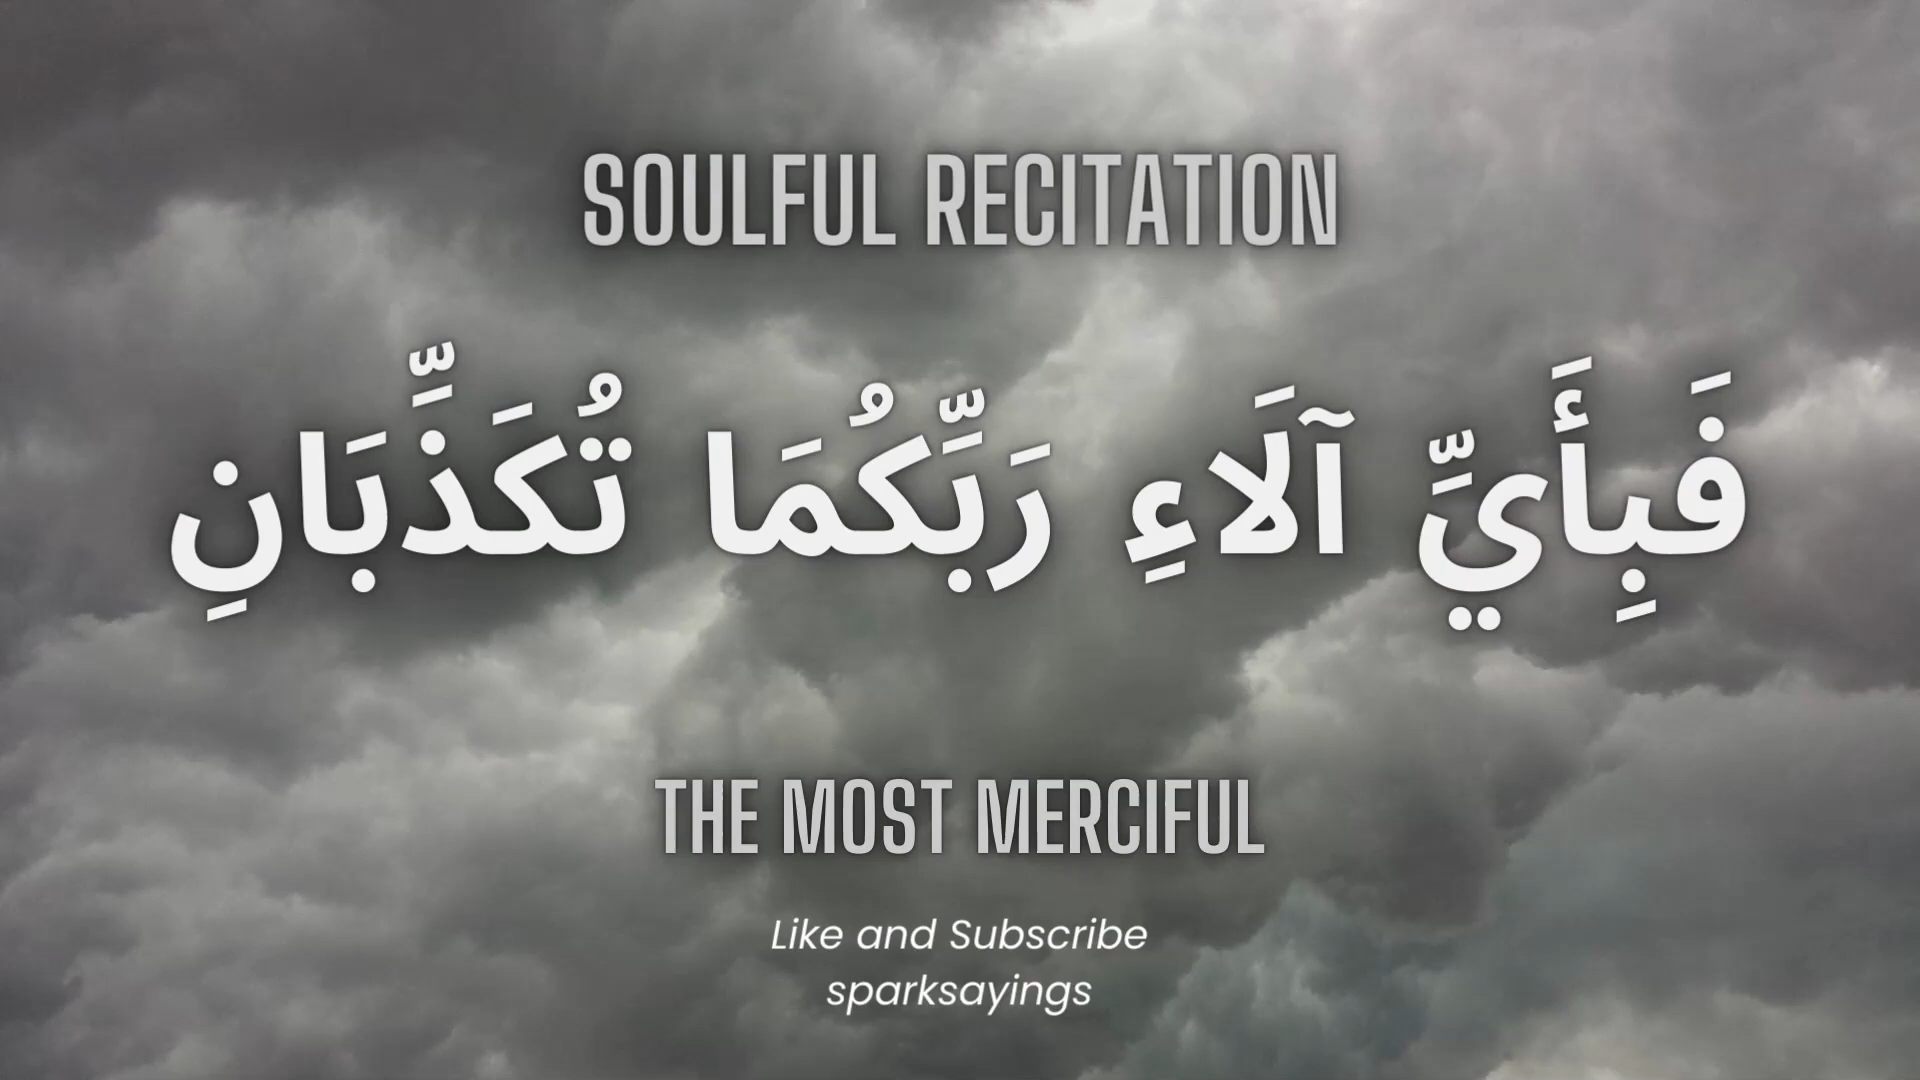 SOULFUL RECITATION
فَبِأَيِّ آلَاءِ رَبِّكُمَا تُكَذِّبَانِ
THE MOST MERCIFUL
Like and Subscribe
sparksayings